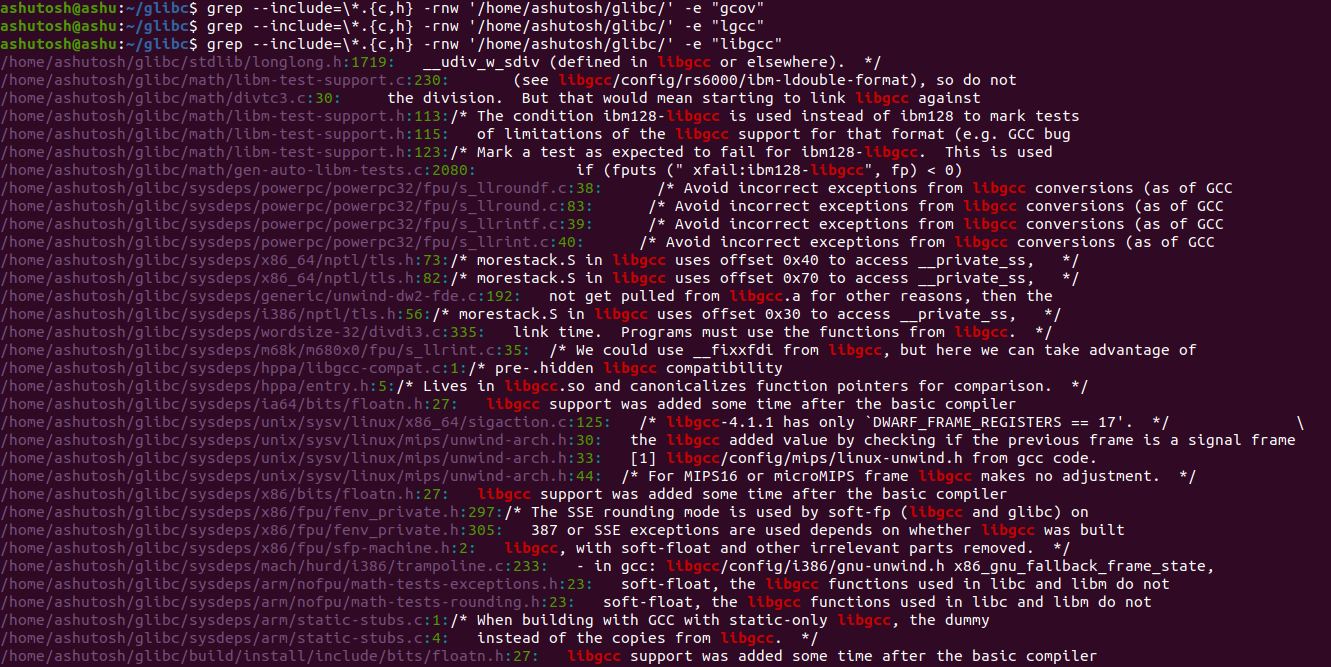 ashutosh@ashu:~/glibc$ grep --include=\*.{c,h} -rnw '/home/ashutosh/glibc/' -e "gcov"
ashutosh@ashu:~/glibc$ grep --include=\*.{c,h} -rnw '/home/ashutosh/glibc/' -e "lgcc"
ashutosh@ashu:~/glibc$ grep --include=\*.{c,h} -rnw '/home/ashutosh/glibc/' -e "libgcc"
/home/ashutosh/glibc/stdlib/longlong.h:1719:   __udiv_w_sdiv (defined in libgcc or elsewhere).  */
/home/ashutosh/glibc/math/libm-test-support.c:230:       (see libgcc/config/rs6000/ibm-ldouble-format), so do not
/home/ashutosh/glibc/math/divtc3.c:30:     the division.  But that would mean starting to link libgcc against
/home/ashutosh/glibc/math/libm-test-support.h:113:/* The condition ibm128-libgcc is used instead of ibm128 to mark tests
/home/ashutosh/glibc/math/libm-test-support.h:115:   of limitations of the libgcc support for that format (e.g. GCC bug
/home/ashutosh/glibc/math/libm-test-support.h:123:/* Mark a test as expected to fail for ibm128-libgcc.  This is used
/home/ashutosh/glibc/math/gen-auto-libm-tests.c:2080:           if (fputs (" xfail:ibm128-libgcc", fp) < 0)
/home/ashutosh/glibc/sysdeps/powerpc/powerpc32/fpu/s_llroundf.c:38:      /* Avoid incorrect exceptions from libgcc conversions (as of GCC
/home/ashutosh/glibc/sysdeps/powerpc/powerpc32/fpu/s_llround.c:83:      /* Avoid incorrect exceptions from libgcc conversions (as of GCC
/home/ashutosh/glibc/sysdeps/powerpc/powerpc32/fpu/s_llrintf.c:39:      /* Avoid incorrect exceptions from libgcc conversions (as of GCC
/home/ashutosh/glibc/sysdeps/powerpc/powerpc32/fpu/s_llrint.c:40:      /* Avoid incorrect exceptions from libgcc conversions (as of GCC
/home/ashutosh/glibc/sysdeps/x86_64/nptl/tls.h:73:/* morestack.S in libgcc uses offset 0x40 to access __private_ss,   */
/home/ashutosh/glibc/sysdeps/x86_64/nptl/tls.h:82:/* morestack.S in libgcc uses offset 0x70 to access __private_ss,   */
/home/ashutosh/glibc/sysdeps/generic/unwind-dw2-fde.c:192:   not get pulled from libgcc.a for other reasons, then the
/home/ashutosh/glibc/sysdeps/i386/nptl/tls.h:56:/* morestack.S in libgcc uses offset 0x30 to access __private_ss,   */
/home/ashutosh/glibc/sysdeps/wordsize-32/divdi3.c:335:   link time.  Programs must use the functions from libgcc.  */
/home/ashutosh/glibc/sysdeps/m68k/m680x0/fpu/s_llrint.c:35:  /* We could use __fixxfdi from libgcc, but here we can take advantage of
/home/ashutosh/glibc/sysdeps/hppa/libgcc-compat.c:1:/* pre-.hidden libgcc compatibility
/home/ashutosh/glibc/sysdeps/hppa/entry.h:5:/* Lives in libgcc.so and canonicalizes function pointers for comparison.  */
/home/ashutosh/glibc/sysdeps/ia64/bits/floatn.h:27:   libgcc support was added some time after the basic compiler
/home/ashutosh/glibc/sysdeps/unix/sysv/linux/x86_64/sigaction.c:125:   /* libgcc-4.1.1 has only `DWARF_FRAME_REGISTERS == 17'.  */              \
/home/ashutosh/glibc/sysdeps/unix/sysv/linux/mips/unwind-arch.h:30:   the libgcc added value by checking if the previous frame is a signal frame
/home/ashutosh/glibc/sysdeps/unix/sysv/linux/mips/unwind-arch.h:33:   [1] libgcc/config/mips/linux-unwind.h from gcc code.
/home/ashutosh/glibc/sysdeps/unix/sysv/linux/mips/unwind-arch.h:44:  /* For MIPS16 or microMIPS frame libgcc makes no adjustment.  */
/home/ashutosh/glibc/sysdeps/x86/bits/floatn.h:27:   libgcc support was added some time after the basic compiler
/home/ashutosh/glibc/sysdeps/x86/fpu/fenv_private.h:297:/* The SSE rounding mode is used by soft-fp (libgcc and glibc) on
/home/ashutosh/glibc/sysdeps/x86/fpu/fenv_private.h:305:   387 or SSE exceptions are used depends on whether libgcc was built
/home/ashutosh/glibc/sysdeps/x86/fpu/sfp-machine.h:2:   libgcc, with soft-float and other irrelevant parts removed.  */
/home/ashutosh/glibc/sysdeps/mach/hurd/i386/trampoline.c:233:   - in gcc: libgcc/config/i386/gnu-unwind.h x86_gnu_fallback_frame_state,
/home/ashutosh/glibc/sysdeps/arm/nofpu/math-tests-exceptions.h:23:   soft-float, the libgcc functions used in libc and libm do not
/home/ashutosh/glibc/sysdeps/arm/nofpu/math-tests-rounding.h:23:   soft-float, the libgcc functions used in libc and libm do not
/home/ashutosh/glibc/sysdeps/arm/static-stubs.c:1:/* When building with GCC with static-only libgcc, the dummy
/home/ashutosh/glibc/sysdeps/arm/static-stubs.c:4:   instead of the copies from libgcc.  */
/home/ashutosh/glibc/build/install/include/bits/floatn.h:27:   libgcc support was added some time after the basic compiler